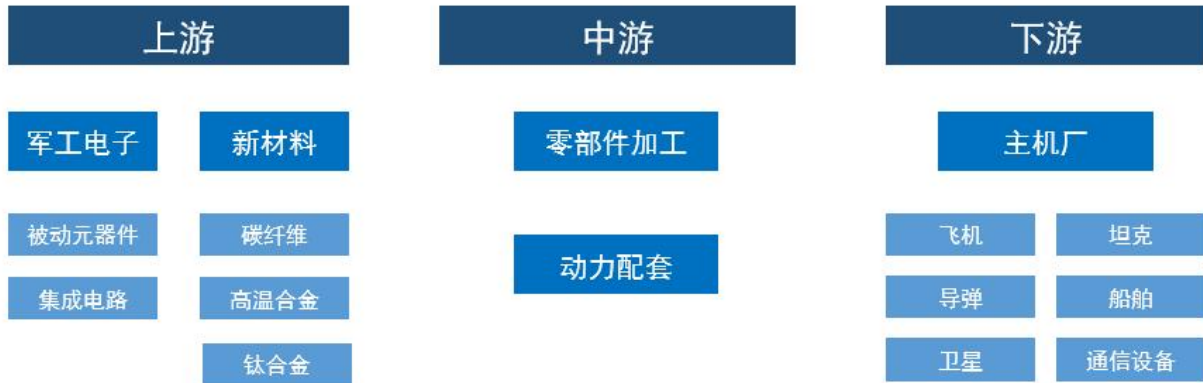 上游
中游
下游
军工电子
新材料
零部件加工
主机厂
被动元器件
碳纤维
飞机
坦克
动力配套
集成电路
高温合金
导弹
船舶
钛合金
卫星
通信设备